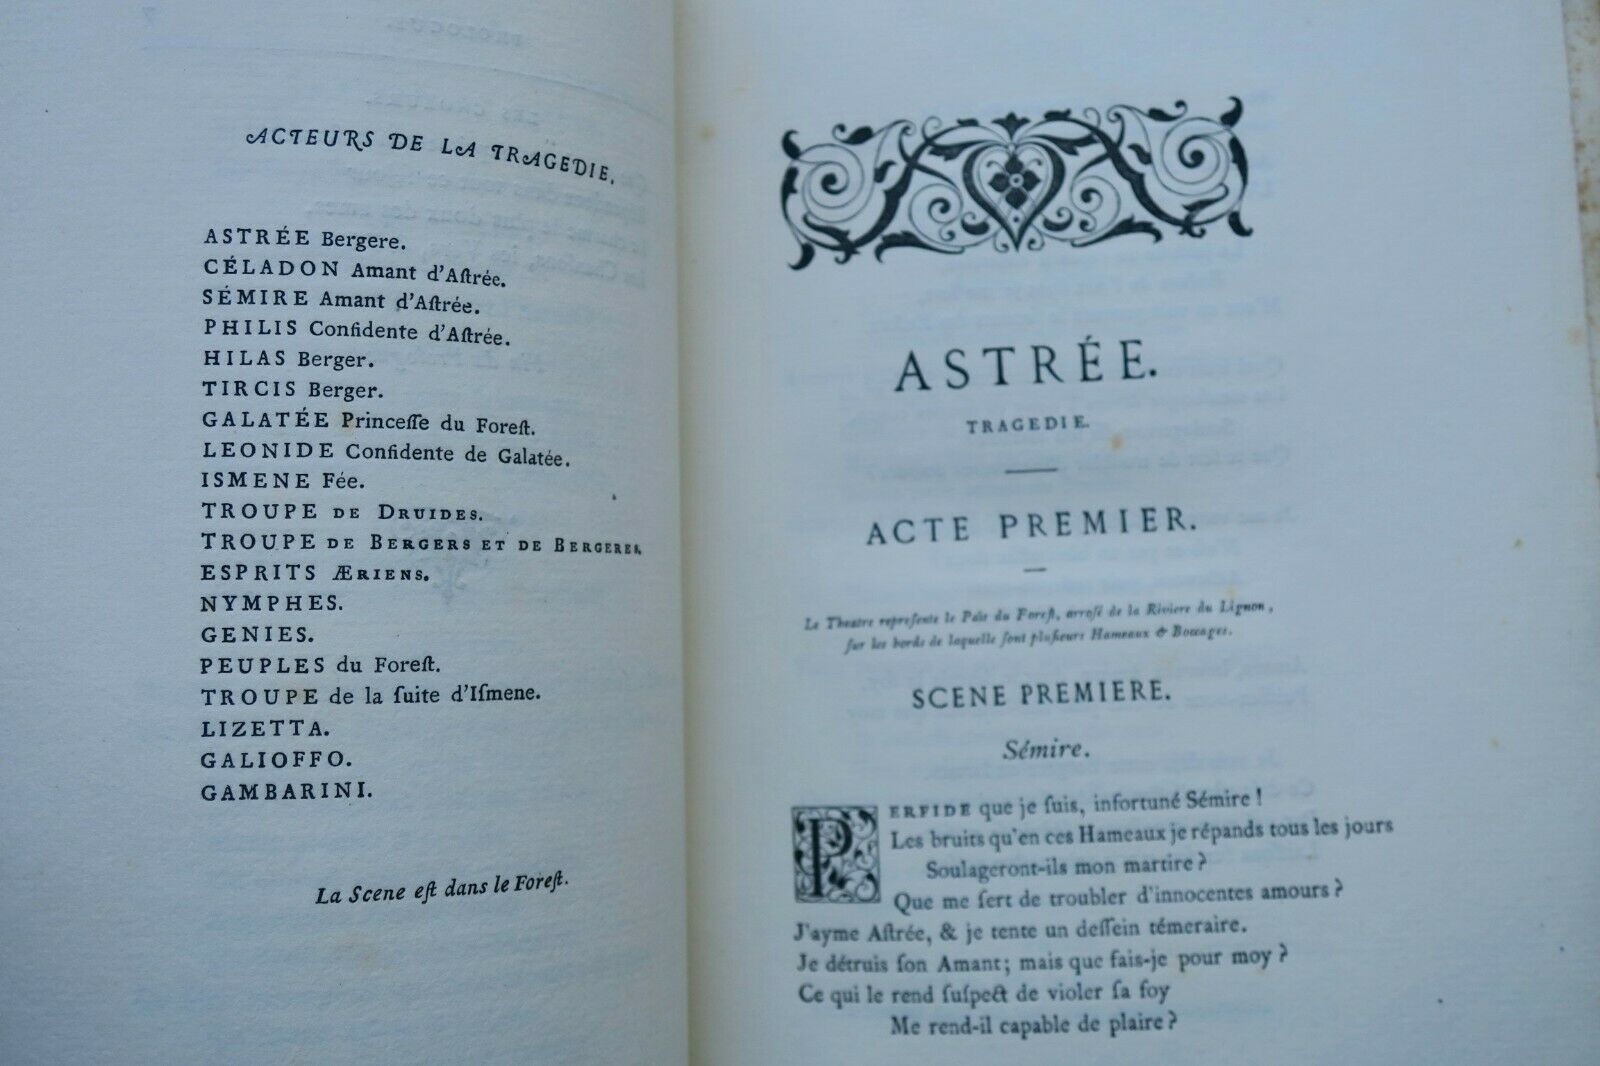 ACTEURS DE LA TRAGEDIE.
ASTRÉE Bergere.
CÉLADON Amant d'Aſtrée.
SÉMIRE Amant d'Aſtrée.
PHILIS Confidente d'Aſtrée.
HILAS Berger.
TIRCIS Berger.
GALATÉE Princeſſe du Foreſt.
LEONIDE Confidente de Galatée.
ISMENE Fée.
TROUPE DE DRUIDES.
TROUPE DE BERGERS ET DE BERGERES.
ESPRITS ÆRIENS.
NYMPHES.
GENIES.
PEUPLES du Foreſt.
TROUPE de la ſuite d'Iſmene.
LIZETTA.
GALIOFFO.
GAMBARINI.
La Scene eſt dans le Foreſt.
ASTRÉE.
TRAGEDIE.
ACTE PREMIER.
Le Theatre repreſente le Païs du Foreſt, arroſé de la Riviere du Lignon,
ſur les bords de laquelle ſont pluſieurs Hameaux & Boccages.
SCENE PREMIERE.
Sémire.
PERFIDE que je ſuis, infortuné Sémire !
Les bruits qu'en ces Hameaux je répands tous les jours
Soulageront-ils mon martire ?
Que me ſert de troubler d'innocentes amours ?
J'ayme Aſtrée, & je tente un deſſein témeraire.
Je détruis ſon Amant ; mais que fais-je pour moy ?
Ce qui le rend ſuſpect de violer ſa foy
Me rend-il capable de plaire ?